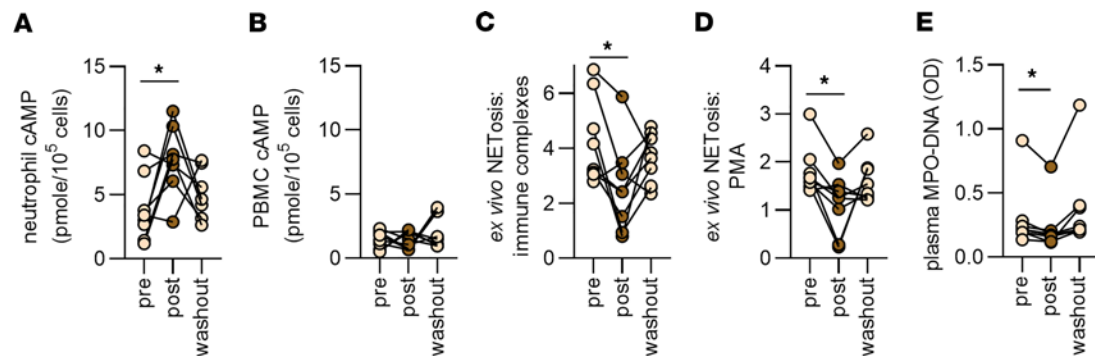 A
neutrophil cAMP
(pmole/10⁵ cells)
15
10
5
0
*
pre
post
washout
B
PBMC cAMP
(pmole/10⁵ cells)
15
10
5
0
pre
post
washout
C
ex vivo NETosis:
immune complexes
6
4
2
0
*
pre
post
washout
D
ex vivo NETosis:
PMA
4
3
2
1
0
*
pre
post
washout
E
plasma MPO-DNA (OD)
1.5
1.0
0.5
0.0
*
pre
post
washout